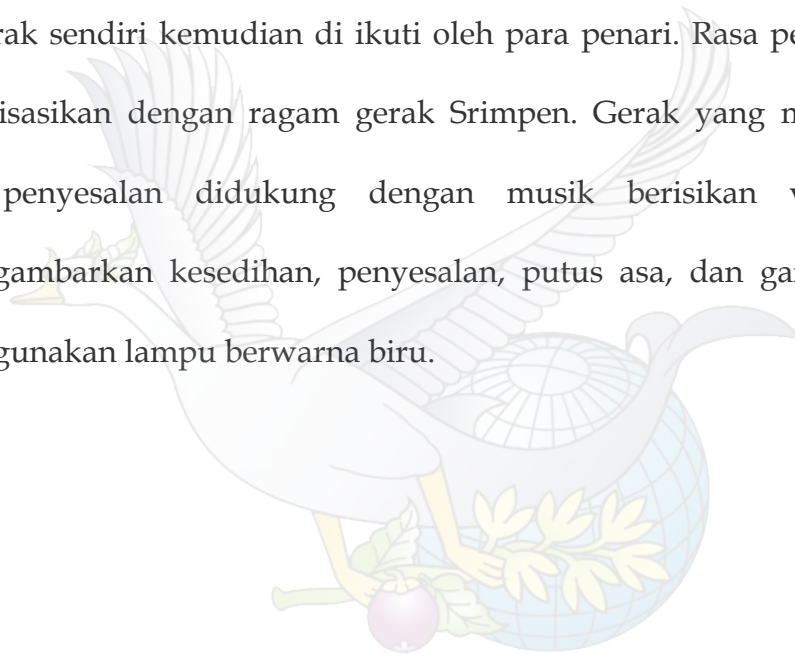 rak sendiri kemudian di ikuti oleh para penari. Rasa pe
isasikan dengan ragam gerak Srimpen. Gerak yang m
penyesalan didukung dengan musik berisikan v
gambarkan kesedihan, penyesalan, putus asa, dan ga
gunakan lampu berwarna biru.